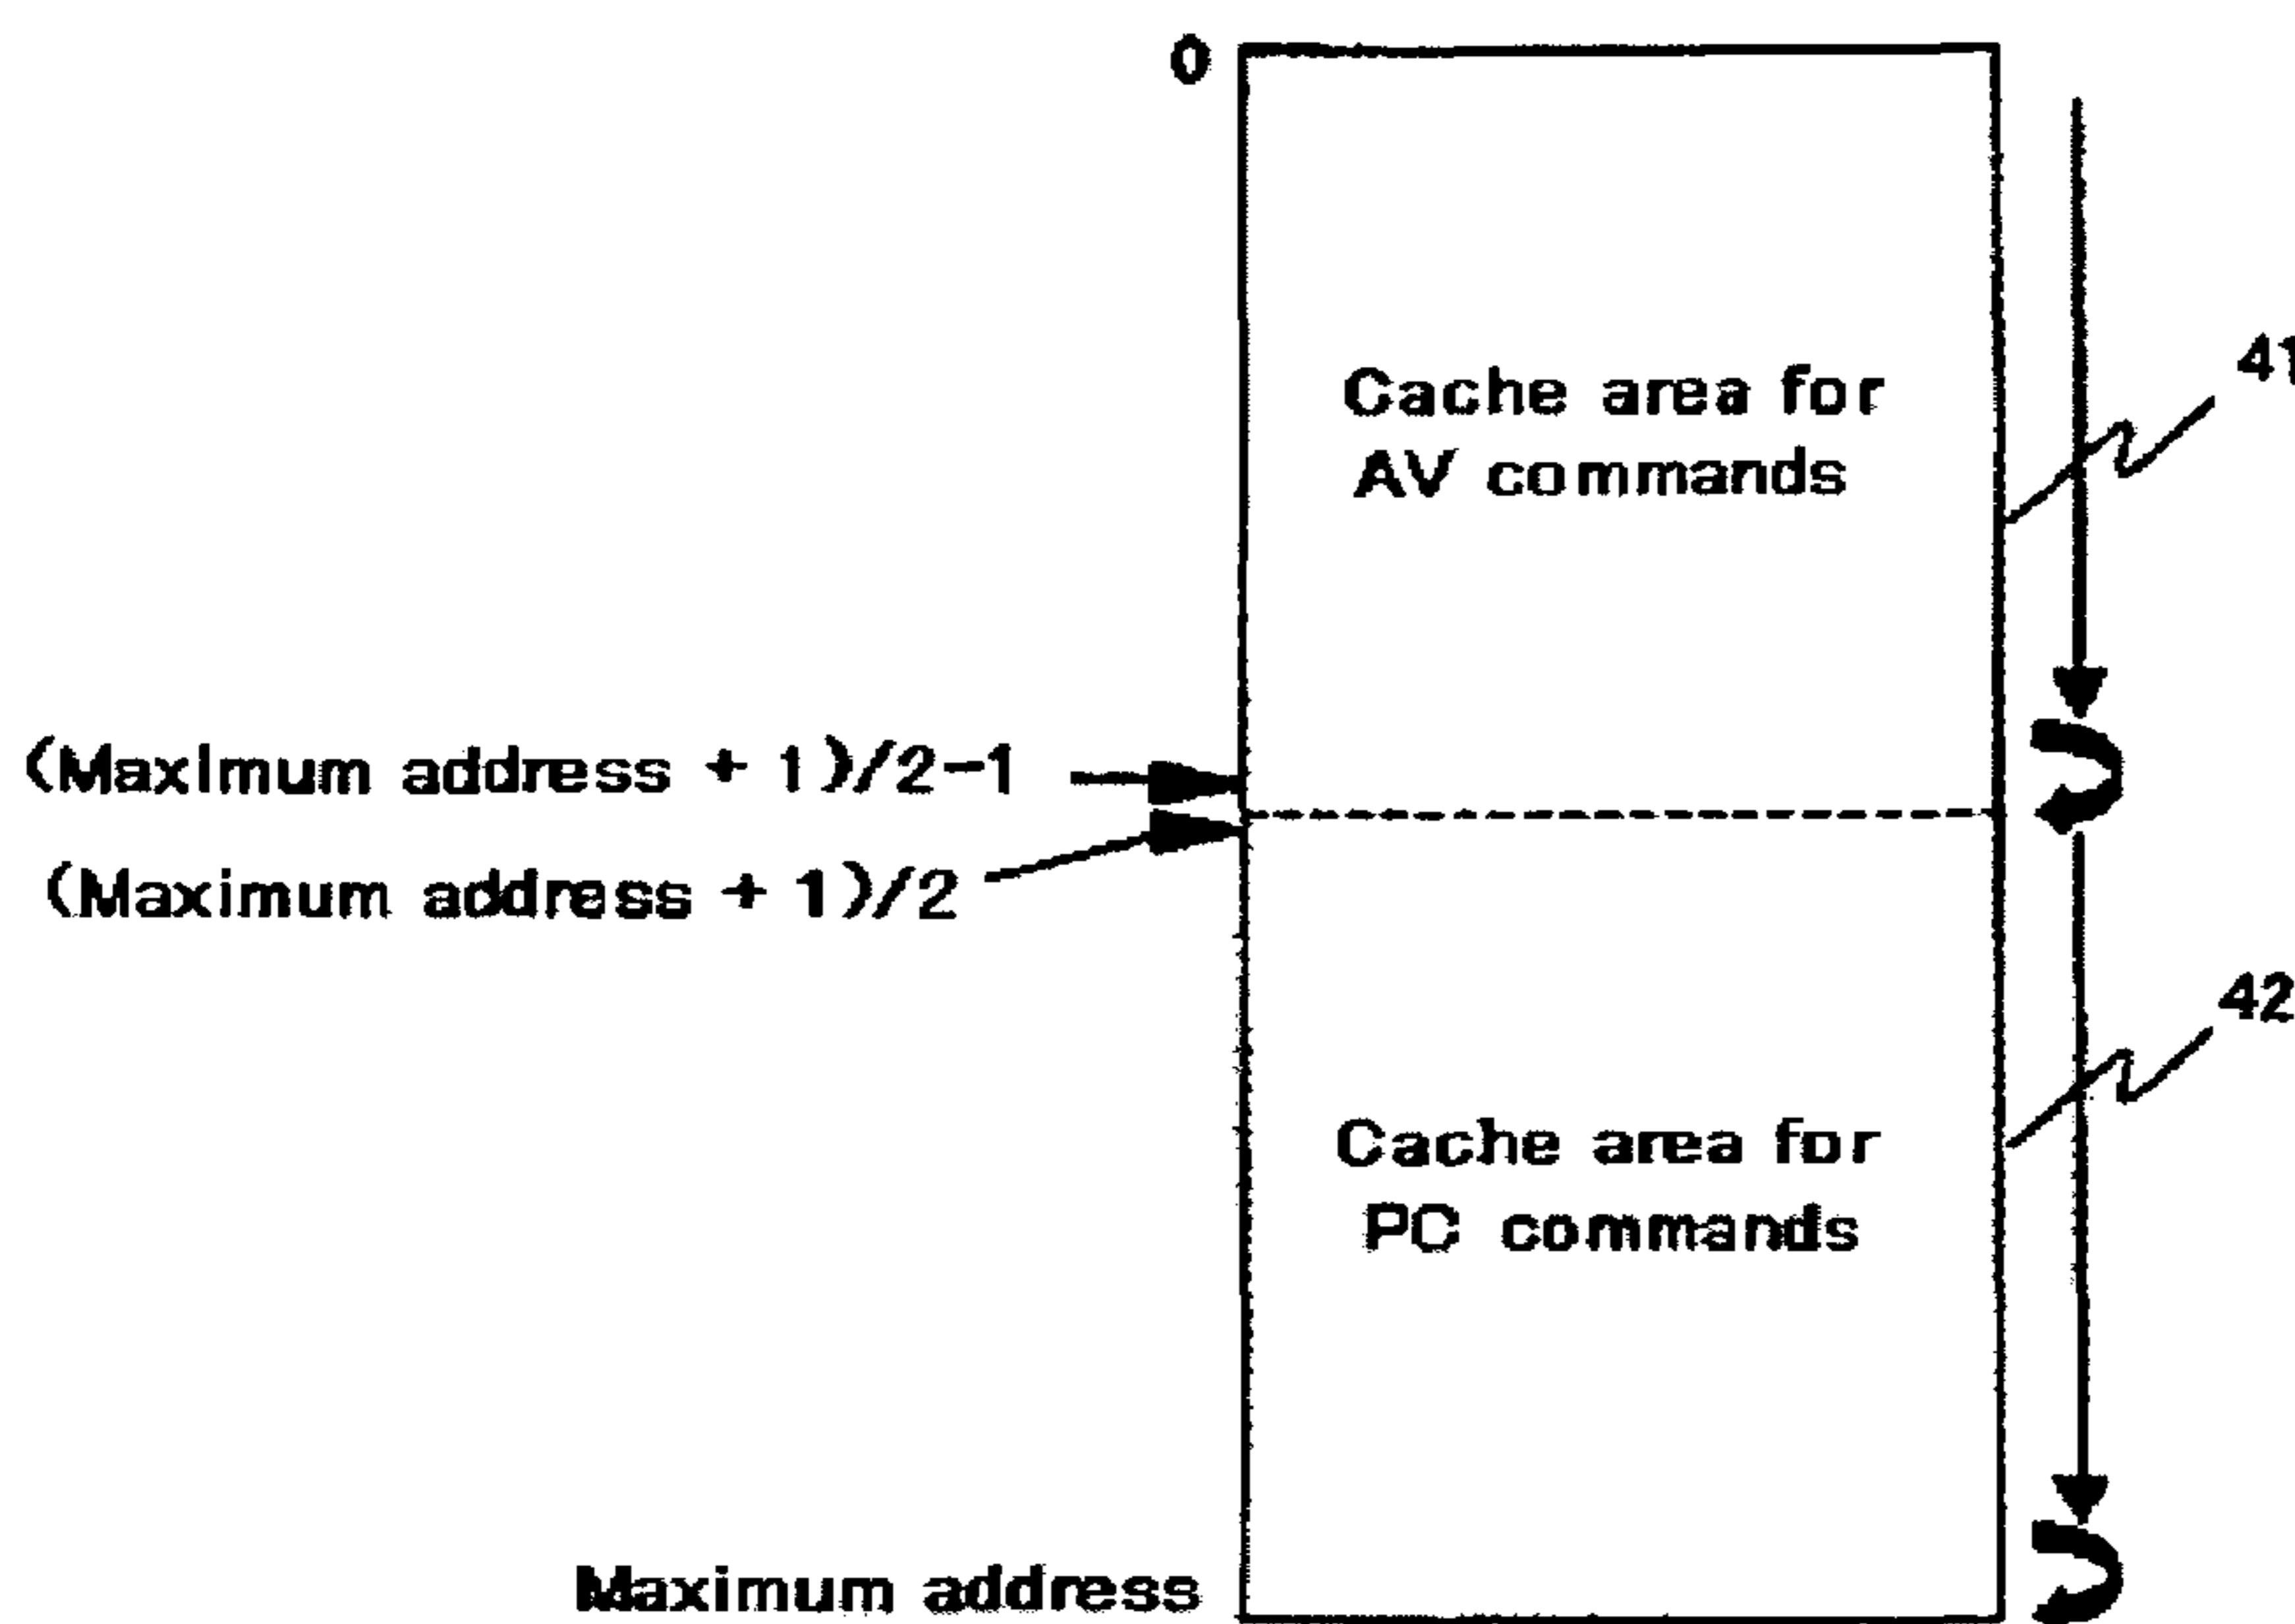 0
Cache area for
AV commands
41
(Maximum address + 1)/2-1
(Maximum address + 1)/2
42
Cache area for
PC commands
Maximum address